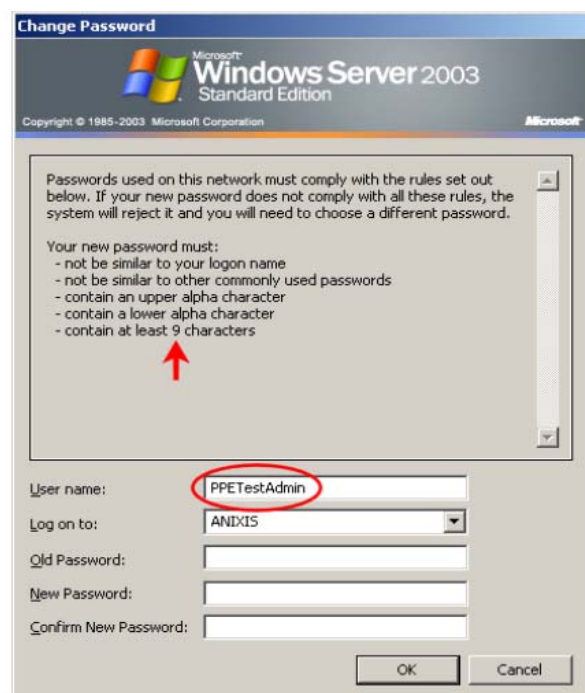 Change Password
Microsoft
Windows Server 2003
Standard Edition
Copyright © 1985-2003 Microsoft Corporation
Microsoft
Passwords used on this network must comply with the rules set out
below. If your new password does not comply with all these rules, the
system will reject it and you will need to choose a different password.
Your new password must:
- not be similar to your logon name
- not be similar to other commonly used passwords
- contain an upper alpha character
- contain a lower alpha character
- contain at least 9 characters
User name: PPETestAdmin
Log on to: ANIXIS
Old Password:
New Password:
Confirm New Password:
OK Cancel